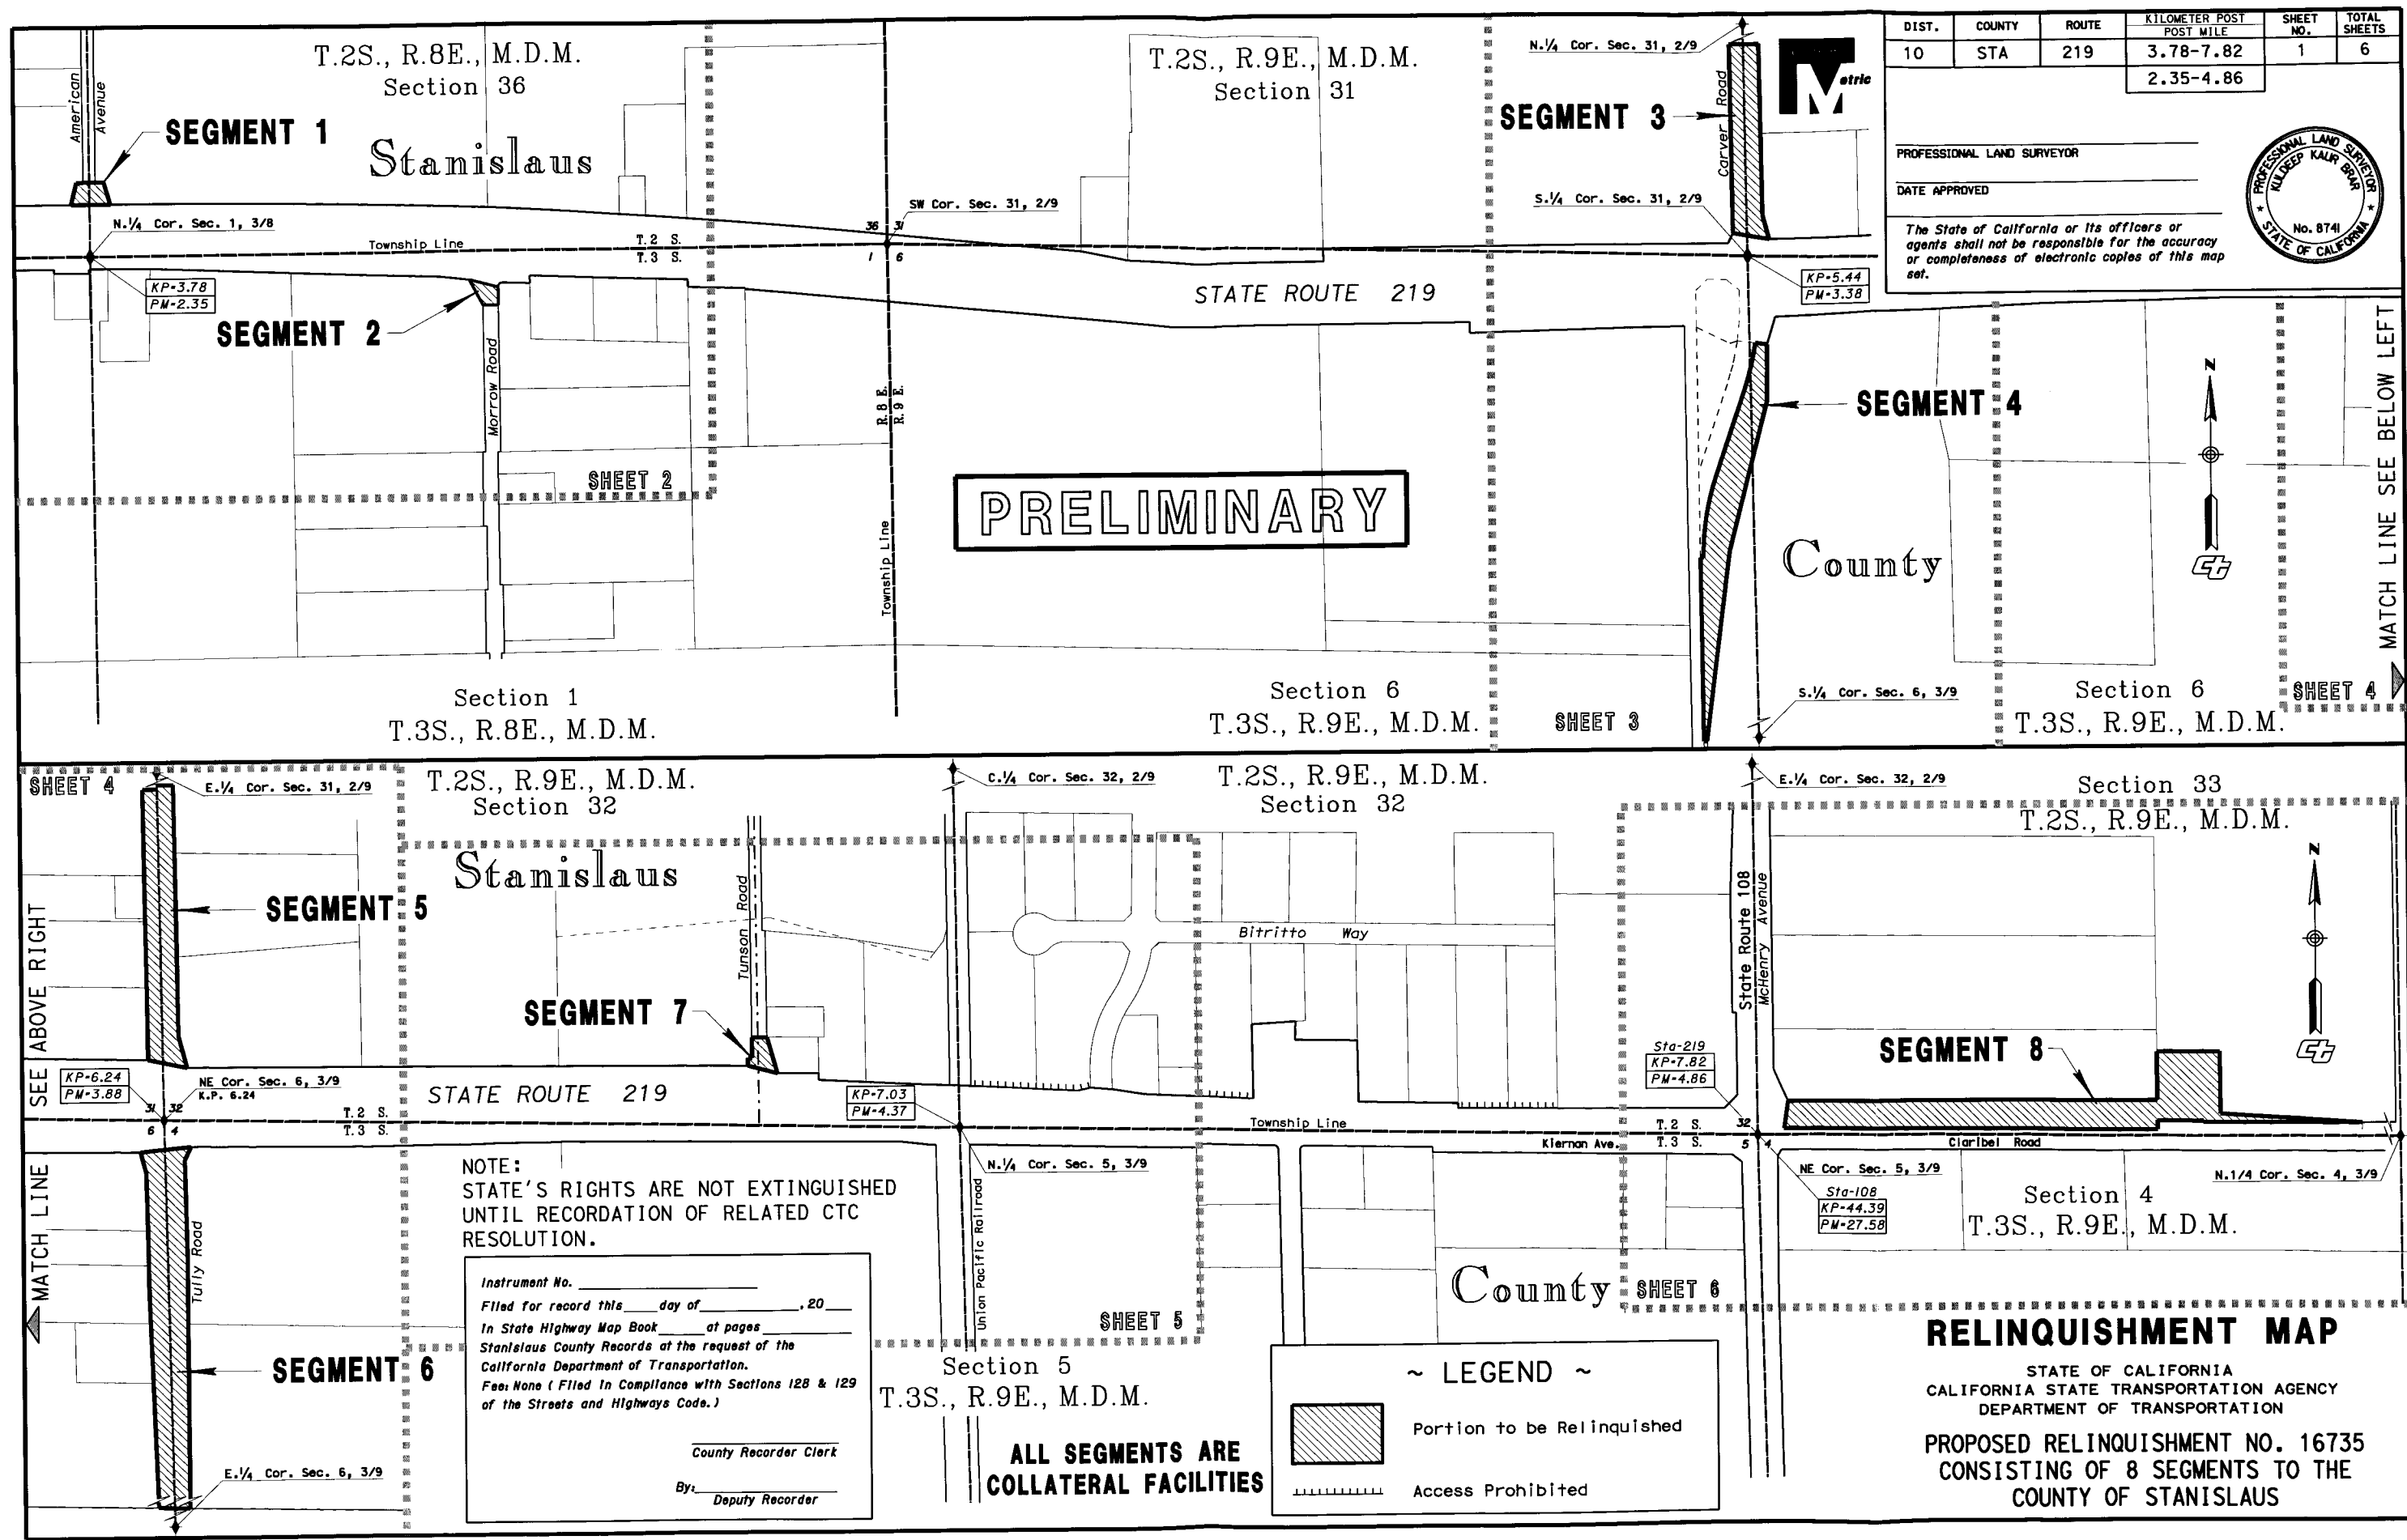 T.2S., R.8E., M.D.M.
Section 36
T.2S., R.9E., M.D.M.
Section 31
N.1/4 Cor. Sec. 31, 2/9
Metric
DIST.
COUNTY
ROUTE
KILOMETER POST
POST MILE
SHEET NO.
TOTAL SHEETS
10
STA
219
3.78-7.82
1
6
2.35-4.86
American Avenue
SEGMENT 1
Stanislaus
SEGMENT 3
Carver Road
PROFESSIONAL LAND SURVEYOR
DATE APPROVED
PROFESSIONAL LAND SURVEYOR
KULDEEP KAUR BRAR
No. 8741
STATE OF CALIFORNIA
The State of California or its officers or
agents shall not be responsible for the accuracy
or completeness of electronic copies of this map
set.
N.1/4 Cor. Sec. 1, 3/8
SW Cor. Sec. 31, 2/9
S.1/4 Cor. Sec. 31, 2/9
Township Line
T.2 S.
T.3 S.
36 31
1 6
KP=3.78
PM=2.35
KP=5.44
PM=3.38
STATE ROUTE 219
SEGMENT 2
Morrow Road
R.8 E.
R.9 E.
SEGMENT 4
N
MATCH LINE SEE BELOW LEFT
SHEET 2
PRELIMINARY
Township Line
County
ct
Section 1
T.3S., R.8E., M.D.M.
Section 6
T.3S., R.9E., M.D.M.
SHEET 3
S.1/4 Cor. Sec. 6, 3/9
Section 6
T.3S., R.9E., M.D.M.
SHEET 4
SHEET 4
E.1/4 Cor. Sec. 31, 2/9
T.2S., R.9E., M.D.M.
Section 32
C.1/4 Cor. Sec. 32, 2/9
T.2S., R.9E., M.D.M.
Section 32
E.1/4 Cor. Sec. 32, 2/9
Section 33
T.2S., R.9E., M.D.M.
Stanislaus
SEGMENT 5
Tunson Road
Bitritto Way
State Route 108
McHenry Avenue
N
SEE ABOVE RIGHT
SEGMENT 7
SEGMENT 8
ct
KP=6.24
PM=3.88
NE Cor. Sec. 6, 3/9
K.P. 6.24
31 32
6 4
T.2 S.
T.3 S.
STATE ROUTE 219
KP=7.03
PM=4.37
Sta-219
KP=7.82
PM=4.86
Township Line
Kiernan Ave.
T.2 S.
T.3 S.
32
5 4
Claribel Road
MATCH LINE
Tully Road
NOTE:
STATE'S RIGHTS ARE NOT EXTINGUISHED
UNTIL RECORDATION OF RELATED CTC
RESOLUTION.
N.1/4 Cor. Sec. 5, 3/9
Union Pacific Railroad
NE Cor. Sec. 5, 3/9
Sta-108
KP=44.39
PM=27.58
Section 4
T.3S., R.9E., M.D.M.
N.1/4 Cor. Sec. 4, 3/9
Instrument No.
Filed for record this day of , 20
in State Highway Map Book at pages
Stanislaus County Records at the request of the
California Department of Transportation.
Fee: None ( Filed in Compliance with Sections 128 & 129
of the Streets and Highways Code.)
County Recorder Clerk
By:
Deputy Recorder
SHEET 5
County
SHEET 6
SEGMENT 6
E.1/4 Cor. Sec. 6, 3/9
Section 5
T.3S., R.9E., M.D.M.
ALL SEGMENTS ARE
COLLATERAL FACILITIES
~ LEGEND ~
Portion to be Relinquished
Access Prohibited
RELINQUISHMENT MAP
STATE OF CALIFORNIA
CALIFORNIA STATE TRANSPORTATION AGENCY
DEPARTMENT OF TRANSPORTATION
PROPOSED RELINQUISHMENT NO. 16735
CONSISTING OF 8 SEGMENTS TO THE
COUNTY OF STANISLAUS